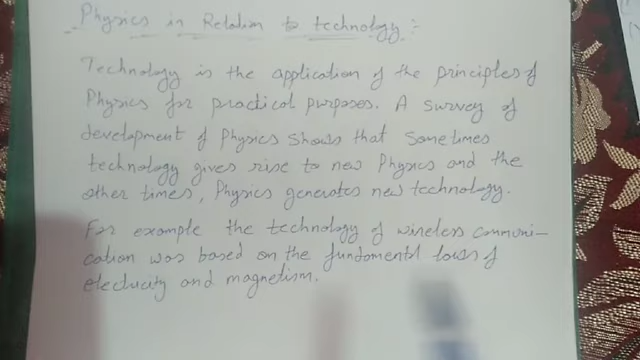 Physics in Relation to technology :-
Technology is the application of the principles of
Physics for practical purposes. A survey of
development of Physics shows that sometimes
technology gives rise to new Physics and the
other times, Physics generates new technology.
For example the technology of wireless communi-
cation was based on the fundamental laws of
electricity and magnetism.